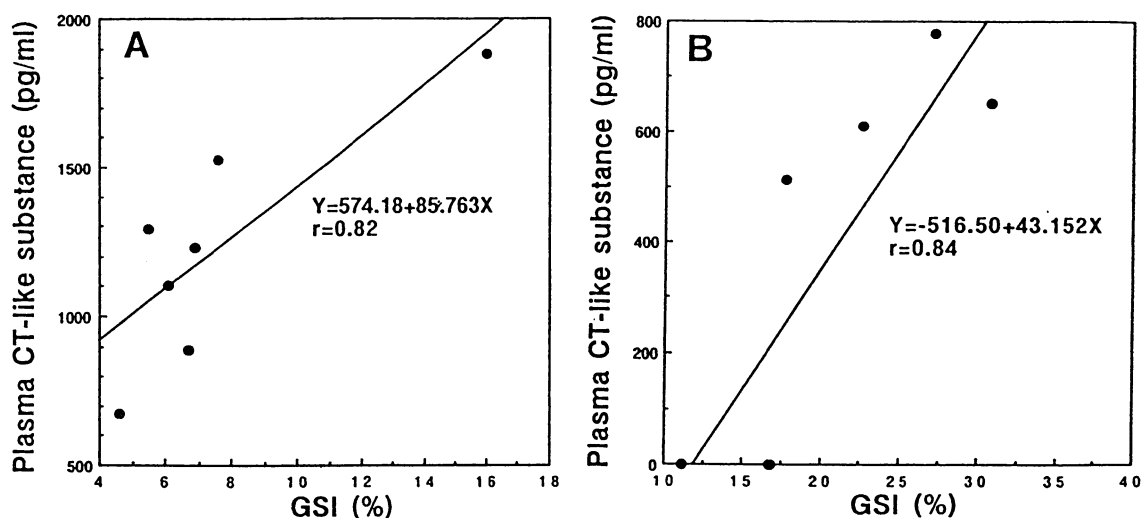 A
Plasma CT-like substance (pg/ml)
2000
1500
1000
500
Y=574.18+85.763X
r=0.82
4 6 8 10 12 14 16 18
GSI (%)
B
Plasma CT-like substance (pg/ml)
800
600
400
200
0
Y=-516.50+43.152X
r=0.84
10 15 20 25 30 35 40
GSI (%)